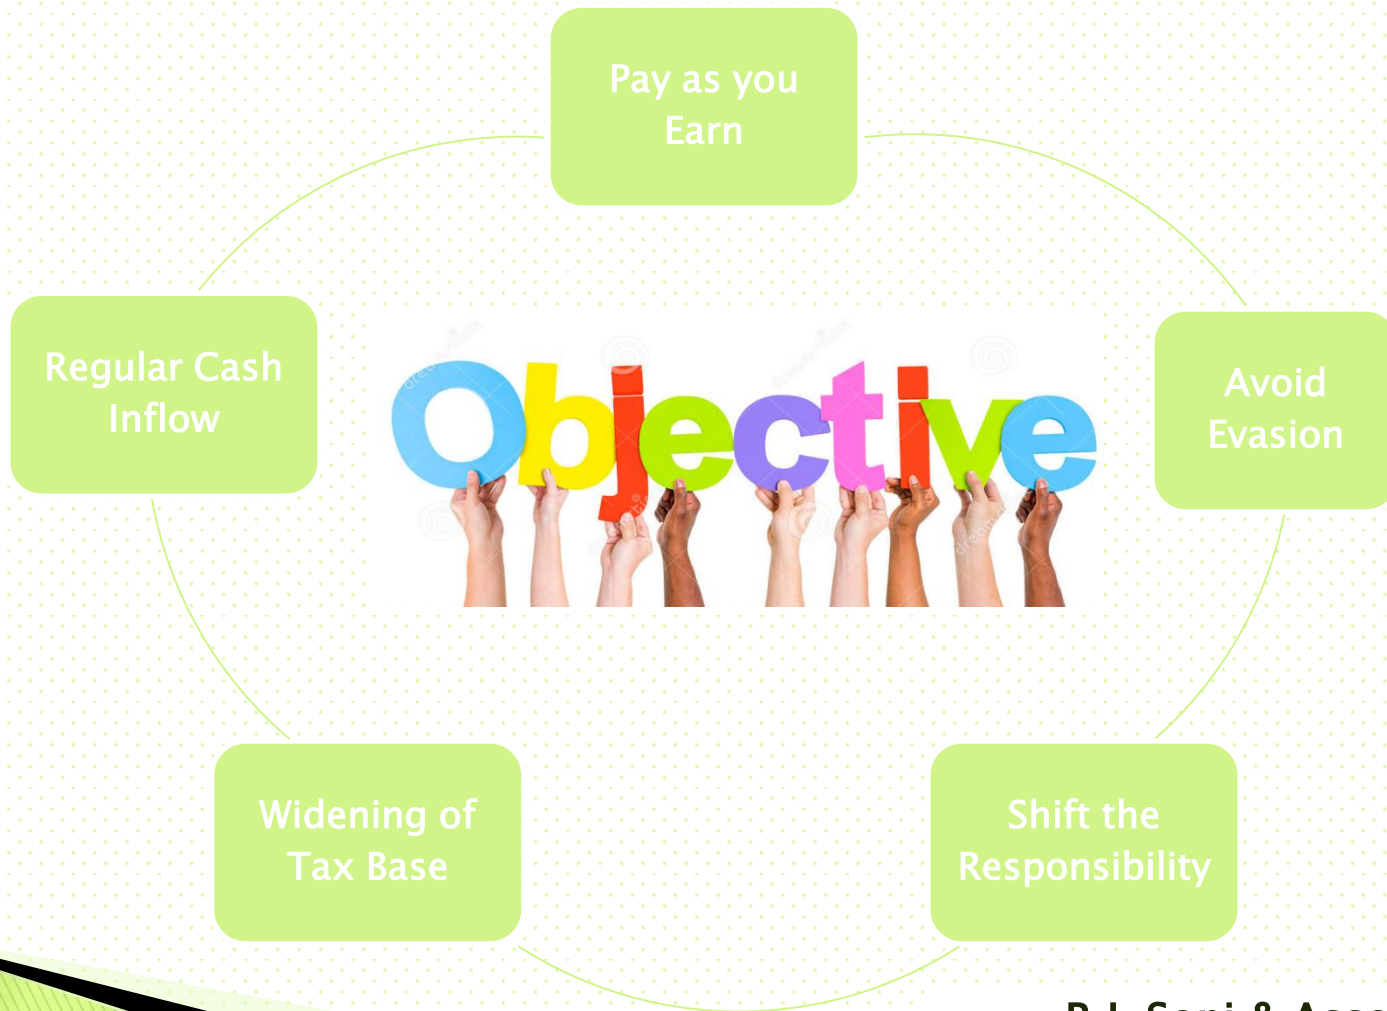 Pay as you
Earn
Regular Cash
Inflow
Objective
Avoid
Evasion
Widening of
Tax Base
Shift the
Responsibility